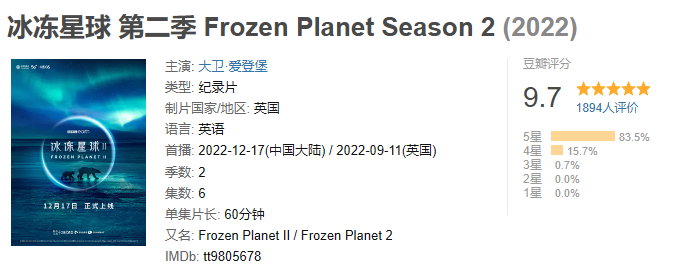 冰冻星球 第二季 Frozen Planet Season 2 (2022)
主演: 大卫·爱登堡
类型: 纪录片
制片国家/地区: 英国
语言: 英语
首播: 2022-12-17(中国大陆) / 2022-09-11(英国)
季数: 2
集数: 6
单集片长: 60分钟
又名: Frozen Planet II / Frozen Planet 2
IMDb: tt9805678
豆瓣评分
9.7
1894人评价
5星 83.5%
4星 15.7%
3星 0.7%
2星 0.0%
1星 0.0%
BBC earth
冰冻星球II
FROZEN PLANET II
12月17日 正式上线